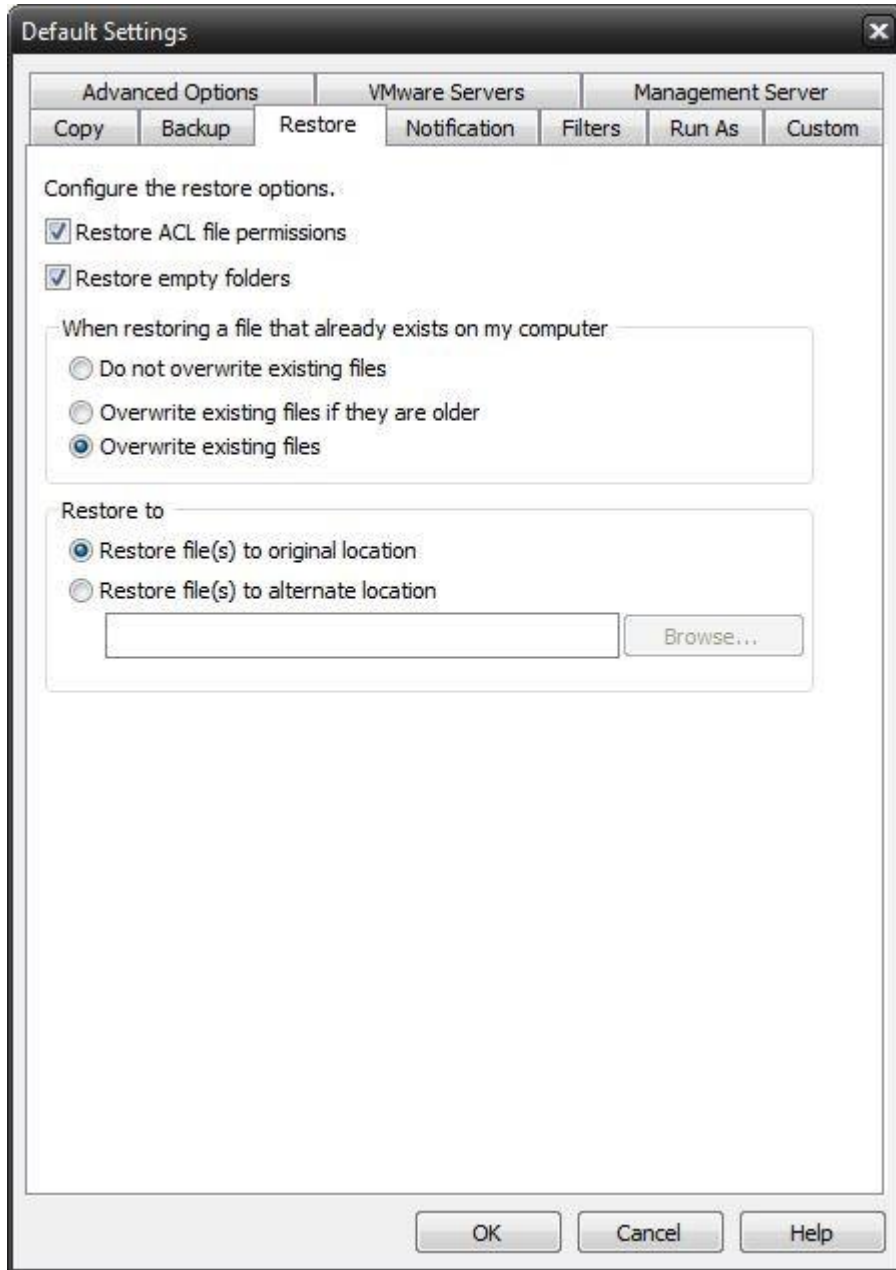 Default Settings
Advanced Options VMware Servers Management Server
Copy Backup Restore Notification Filters Run As Custom
Configure the restore options.
Restore ACL file permissions
Restore empty folders
When restoring a file that already exists on my computer
Do not overwrite existing files
Overwrite existing files if they are older
Overwrite existing files
Restore to
Restore file(s) to original location
Restore file(s) to alternate location
Browse...
OK Cancel Help